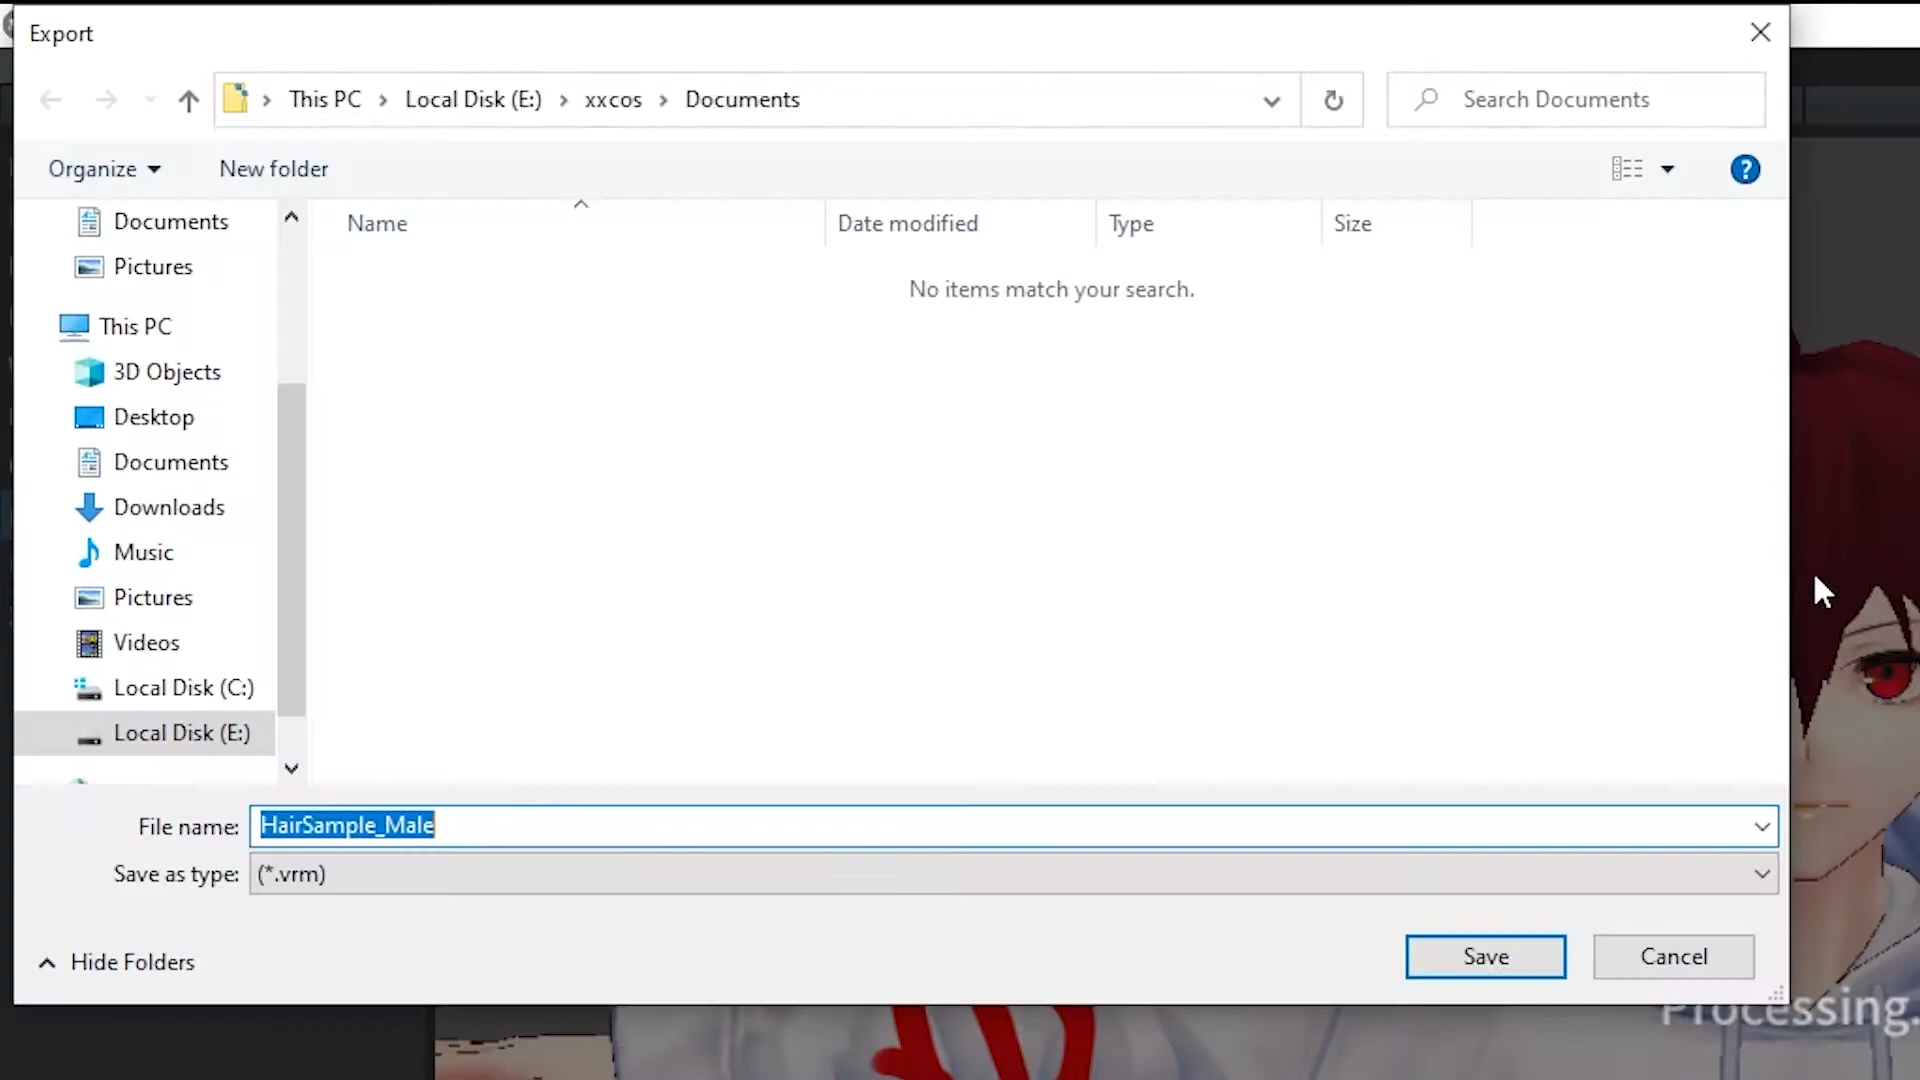 Export
This PC
Local Disk (E:)
xxcos
Documents
Search Documents
Organize
New folder
?
Documents
Pictures
This PC
3D Objects
Desktop
Documents
Downloads
Music
Pictures
Videos
Local Disk (C:)
Local Disk (E:)
Name
Date modified
Type
Size
No items match your search.
File name:
HairSample_Male
Save as type:
(*.vrm)
Hide Folders
Save
Cancel
Processing.